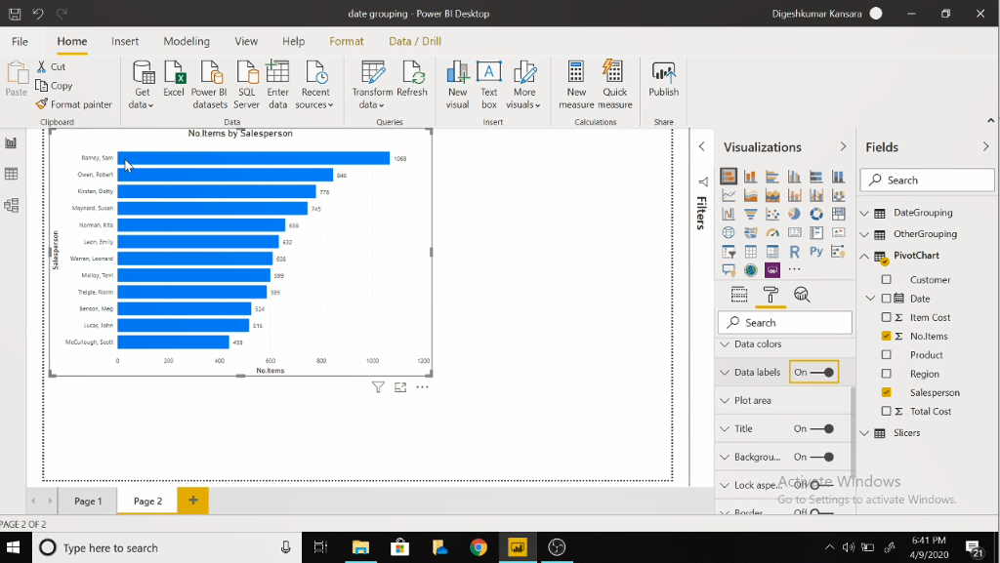 date grouping - Power BI Desktop
Digeshkumar Kansara
File Home Insert Modeling View Help Format Data / Drill
Paste
Cut
Copy
Format painter
Clipboard
Get data
Excel
Power BI datasets
SQL Server
Enter data
Recent sources
Data
Transform data
Refresh
Queries
New visual
Text box
More visuals
Insert
New measure
Quick measure
Calculations
Publish
Share
No.Items by Salesperson
Salesperson
Ramey, Sam 1068
Owen, Robert 846
Kirsten, Dotty 778
Maynard, Susan 745
Norman, Rita 658
Leon, Emily 632
Warren, Leonard 608
Malloy, Terri 599
Treigle, Norm 585
Benson, Meg 524
Lucas, John 516
McCullough, Scott 438
0 200 400 600 800 1000 1200
No.Items
Filters
Visualizations
R Py
Search
Data colors
Data labels On
Plot area
Title On
Backgrou... On
Lock aspe... Off
Border Off
Fields
Search
DateGrouping
OtherGrouping
PivotChart
Customer
Date
Σ Item Cost
Σ No.Items
Product
Region
Salesperson
Σ Total Cost
Slicers
Activate Windows
Go to Settings to activate Windows.
Page 1 Page 2 +
PAGE 2 OF 2
Type here to search
6:41 PM
4/9/2020
21